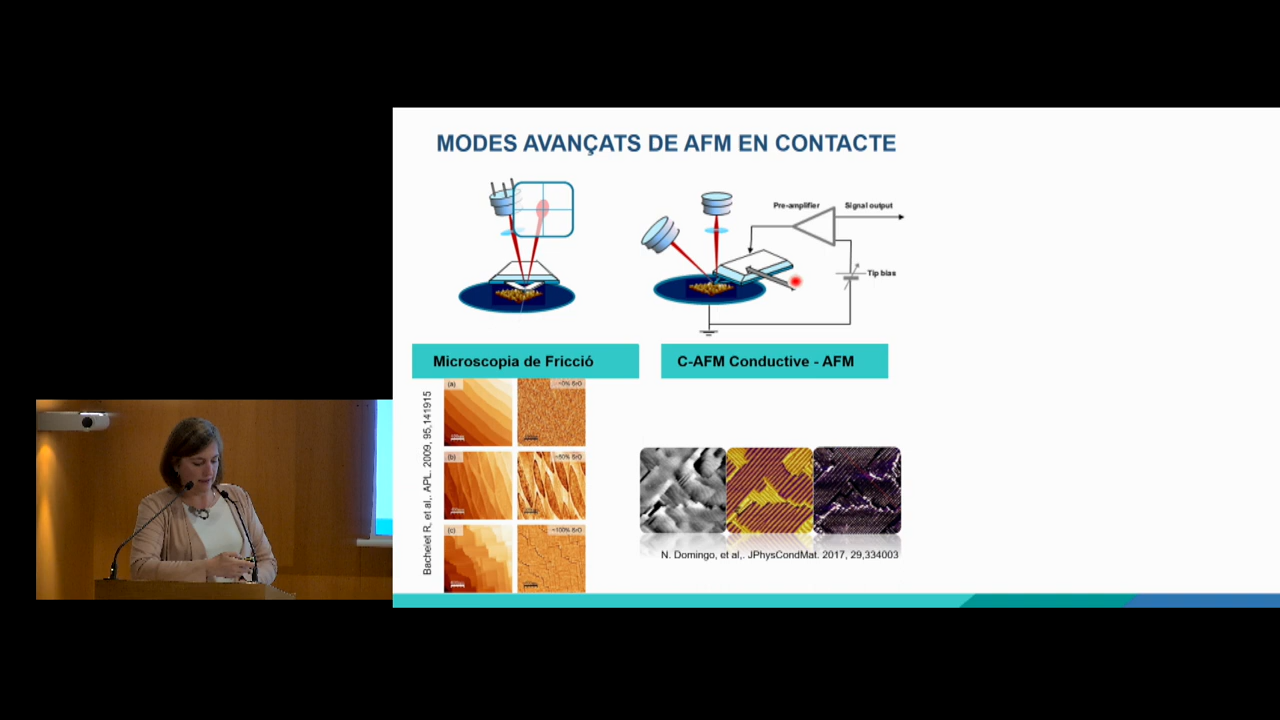 MODES AVANÇATS DE AFM EN CONTACTE
Pre-amplifier
Signal output
Tip bias
Microscopia de Fricció
C-AFM Conductive - AFM
Bachelet R, et al,. APL. 2009, 95,141915
(a)
~0% SrO
(b)
~50% SrO
(c)
~100% SrO
N. Domingo, et al,. JPhysCondMat. 2017, 29,334003